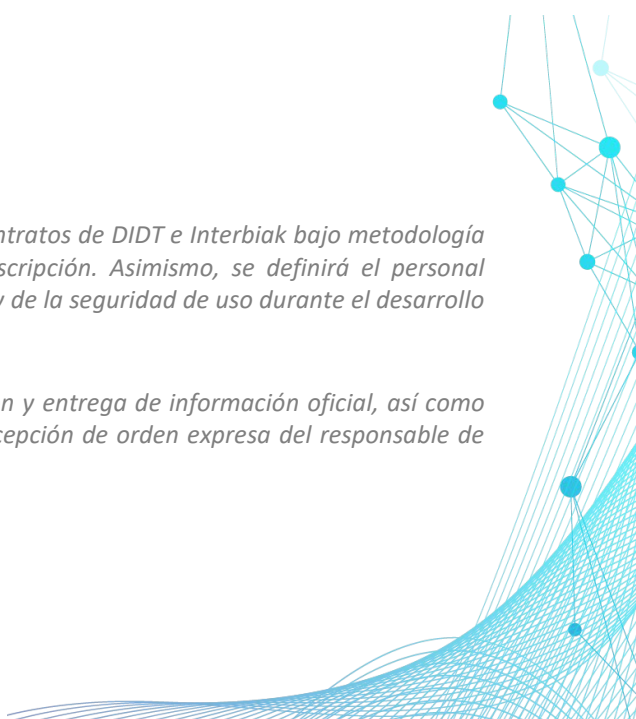 ntratos de DIDT e Interbiak bajo metodología
scripción. Asimismo, se definirá el personal
y de la seguridad de uso durante el desarrollo
n y entrega de información oficial, así como
cepción de orden expresa del responsable de